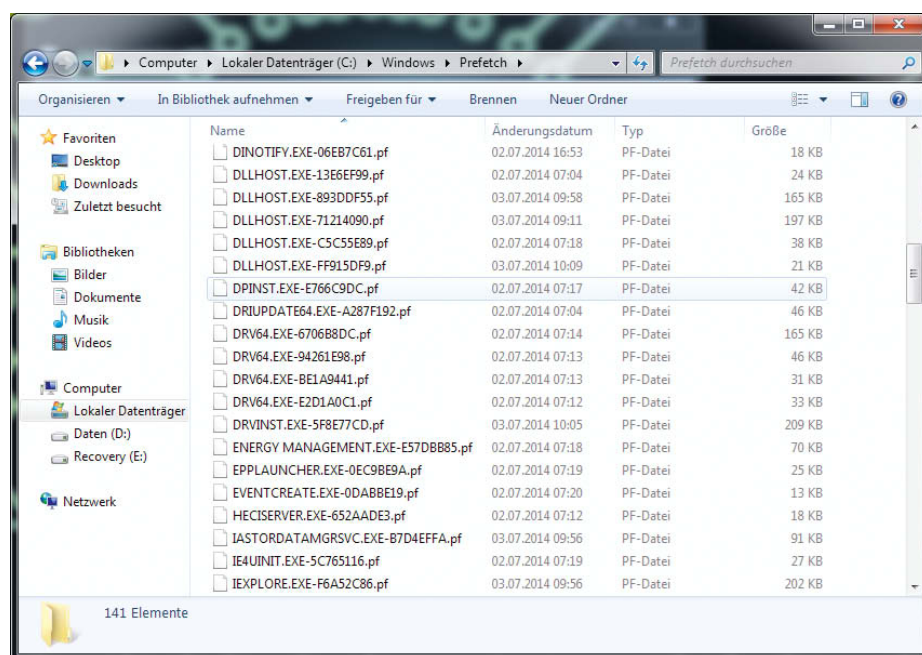 Computer Lokaler Datenträger (C:) Windows Prefetch Prefetch durchsuchen
Organisieren In Bibliothek aufnehmen Freigeben für Brennen Neuer Ordner
Favoriten
Desktop
Downloads
Zuletzt besucht
Bibliotheken
Bilder
Dokumente
Musik
Videos
Computer
Lokaler Datenträger
Daten (D:)
Recovery (E:)
Netzwerk
Name Änderungsdatum Typ Größe
DINOTIFY.EXE-06EB7C61.pf 02.07.2014 16:53 PF-Datei 18 KB
DLLHOST.EXE-13E6EF99.pf 02.07.2014 07:04 PF-Datei 24 KB
DLLHOST.EXE-893DDF55.pf 03.07.2014 09:58 PF-Datei 165 KB
DLLHOST.EXE-71214090.pf 03.07.2014 09:11 PF-Datei 197 KB
DLLHOST.EXE-C5C55E89.pf 02.07.2014 07:18 PF-Datei 38 KB
DLLHOST.EXE-FF915DF9.pf 03.07.2014 10:09 PF-Datei 21 KB
DPINST.EXE-E766C9DC.pf 02.07.2014 07:17 PF-Datei 42 KB
DRIUPDATE64.EXE-A287F192.pf 02.07.2014 07:04 PF-Datei 46 KB
DRV64.EXE-6706B8DC.pf 02.07.2014 07:14 PF-Datei 165 KB
DRV64.EXE-94261E98.pf 02.07.2014 07:13 PF-Datei 46 KB
DRV64.EXE-BE1A9441.pf 02.07.2014 07:13 PF-Datei 31 KB
DRV64.EXE-E2D1A0C1.pf 02.07.2014 07:12 PF-Datei 33 KB
DRVINST.EXE-5F8E77CD.pf 03.07.2014 10:05 PF-Datei 209 KB
ENERGY MANAGEMENT.EXE-E57DBB85.pf 02.07.2014 07:18 PF-Datei 70 KB
EPPLAUNCHER.EXE-0EC9BE9A.pf 02.07.2014 07:19 PF-Datei 25 KB
EVENTCREATE.EXE-0DABBE19.pf 02.07.2014 07:20 PF-Datei 13 KB
HECISERVER.EXE-652AADE3.pf 02.07.2014 07:12 PF-Datei 18 KB
IASTORDATAMGRSVC.EXE-B7D4EFFA.pf 03.07.2014 09:56 PF-Datei 91 KB
IE4UINIT.EXE-5C765116.pf 02.07.2014 07:19 PF-Datei 27 KB
IEXPLORE.EXE-F6A52C86.pf 03.07.2014 09:56 PF-Datei 202 KB
141 Elemente